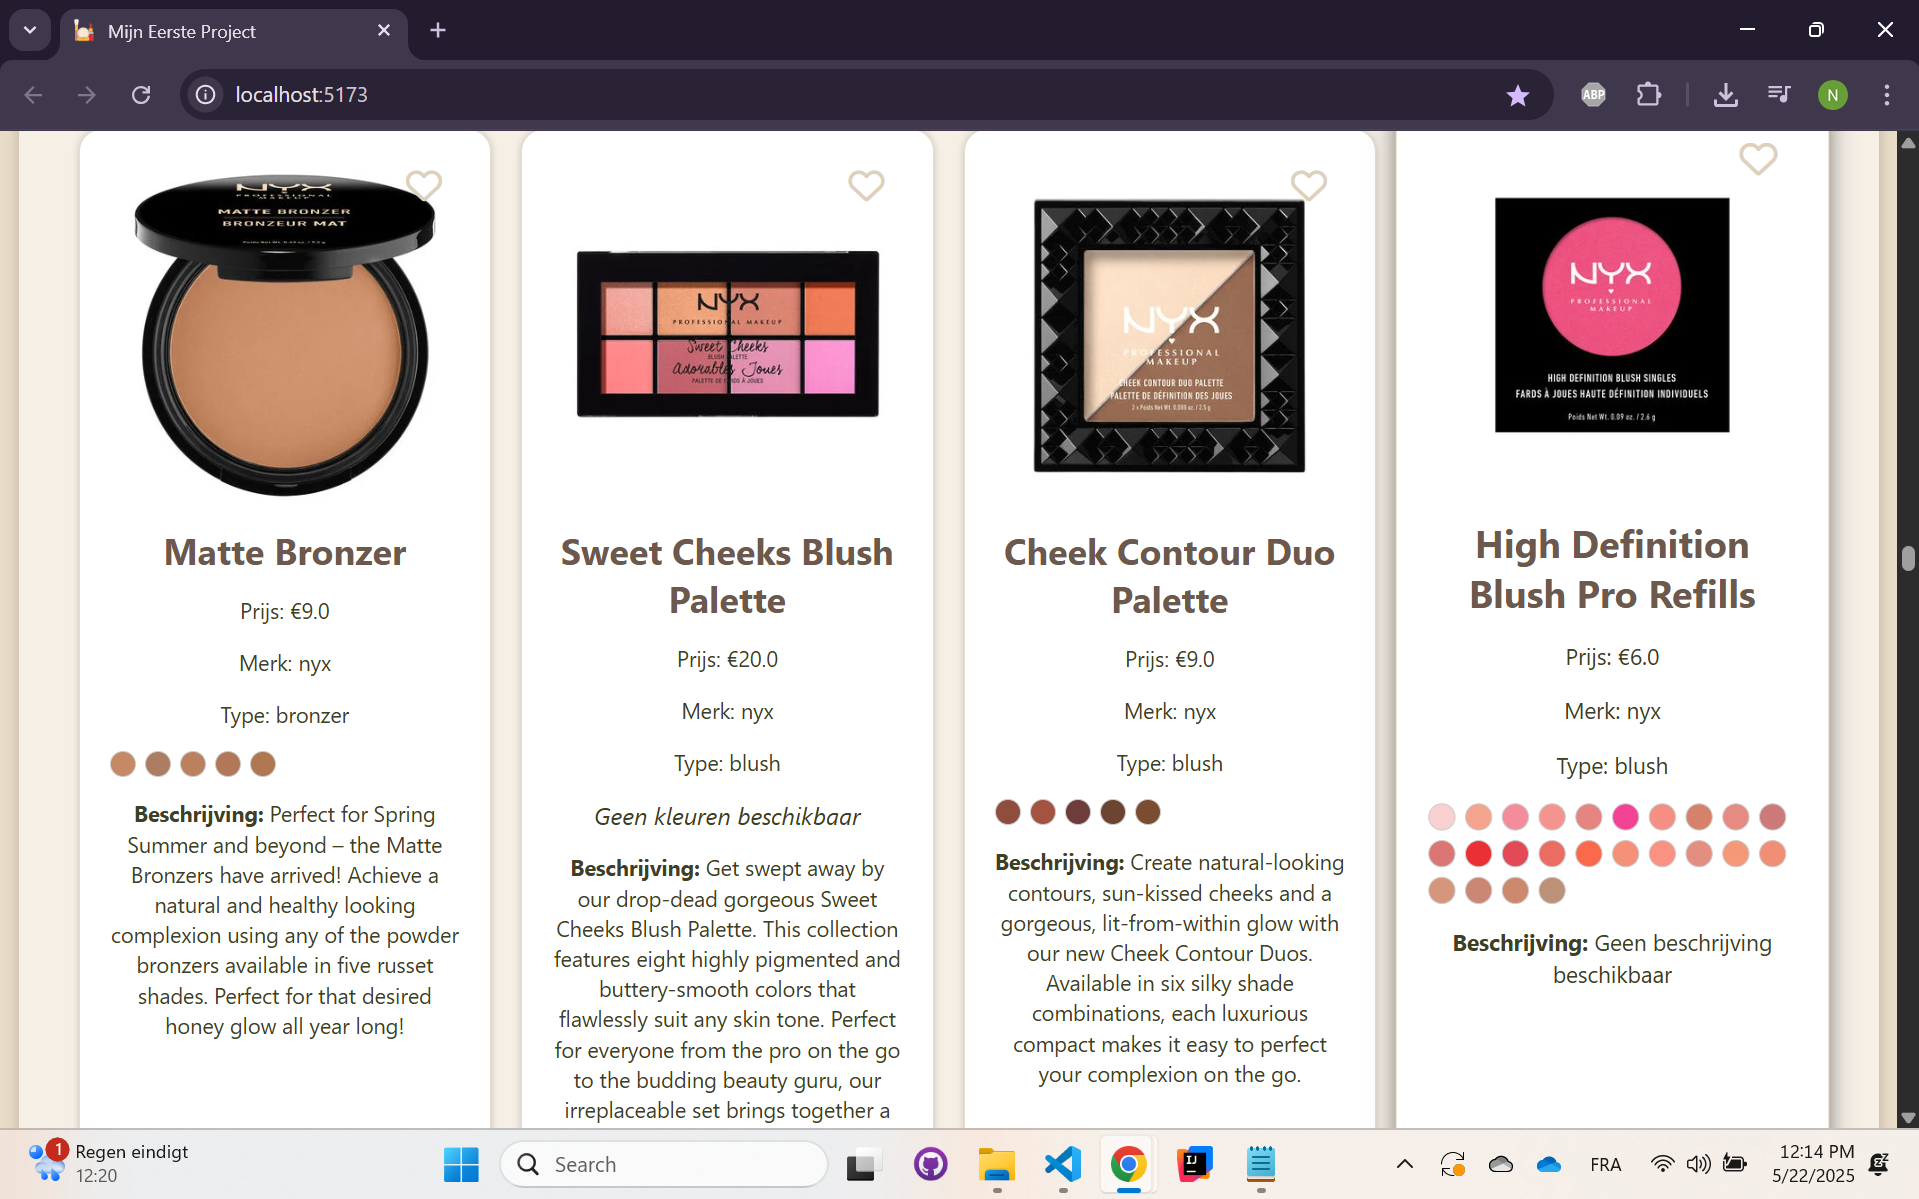 Mijn Eerste Project
localhost:5173
ABP
N
NYX
PROFESSIONAL
MAKEUP
MATTE BRONZER
BRONZEUR MAT
Matte Bronzer
Prijs: €9.0
Merk: nyx
Type: bronzer
Beschrijving: Perfect for Spring
Summer and beyond – the Matte
Bronzers have arrived! Achieve a
natural and healthy looking
complexion using any of the powder
bronzers available in five russet
shades. Perfect for that desired
honey glow all year long!
NYX
PROFESSIONAL MAKEUP
Sweet Cheeks
BLUSH PALETTE
Adorables Joues
PALETTE DE FARDS À JOUES
Sweet Cheeks Blush
Palette
Prijs: €20.0
Merk: nyx
Type: blush
Geen kleuren beschikbaar
Beschrijving: Get swept away by
our drop-dead gorgeous Sweet
Cheeks Blush Palette. This collection
features eight highly pigmented and
buttery-smooth colors that
flawlessly suit any skin tone. Perfect
for everyone from the pro on the go
to the budding beauty guru, our
irreplaceable set brings together a
NYX
PROFESSIONAL
MAKEUP
CHEEK CONTOUR DUO PALETTE
PALETTE DE DÉFINITION DES JOUES
Cheek Contour Duo
Palette
Prijs: €9.0
Merk: nyx
Type: blush
Beschrijving: Create natural-looking
contours, sun-kissed cheeks and a
gorgeous, lit-from-within glow with
our new Cheek Contour Duos.
Available in six silky shade
combinations, each luxurious
compact makes it easy to perfect
your complexion on the go.
NYX
PROFESSIONAL
MAKEUP
HIGH DEFINITION BLUSH SINGLES
FARDS À JOUES HAUTE DÉFINITION INDIVIDUELS
Poids Net Wt. 0.09 oz. / 2.6 g
High Definition
Blush Pro Refills
Prijs: €6.0
Merk: nyx
Type: blush
Beschrijving: Geen beschrijving
beschikbaar
1
Regen eindigt
12:20
Search
IJ
FRA
12:14 PM
5/22/2025